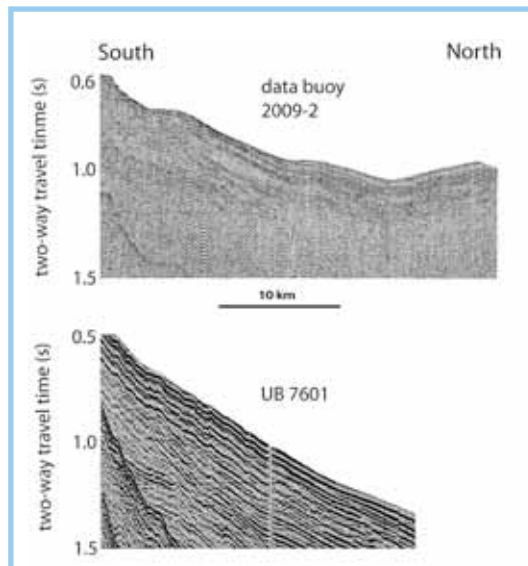 South North
0.6
data buoy
2009-2
1.0
two-way travel tinme (s)
1.5
10 km
0.5
UB 7601
1.0
two-way travel time (s)
1.5